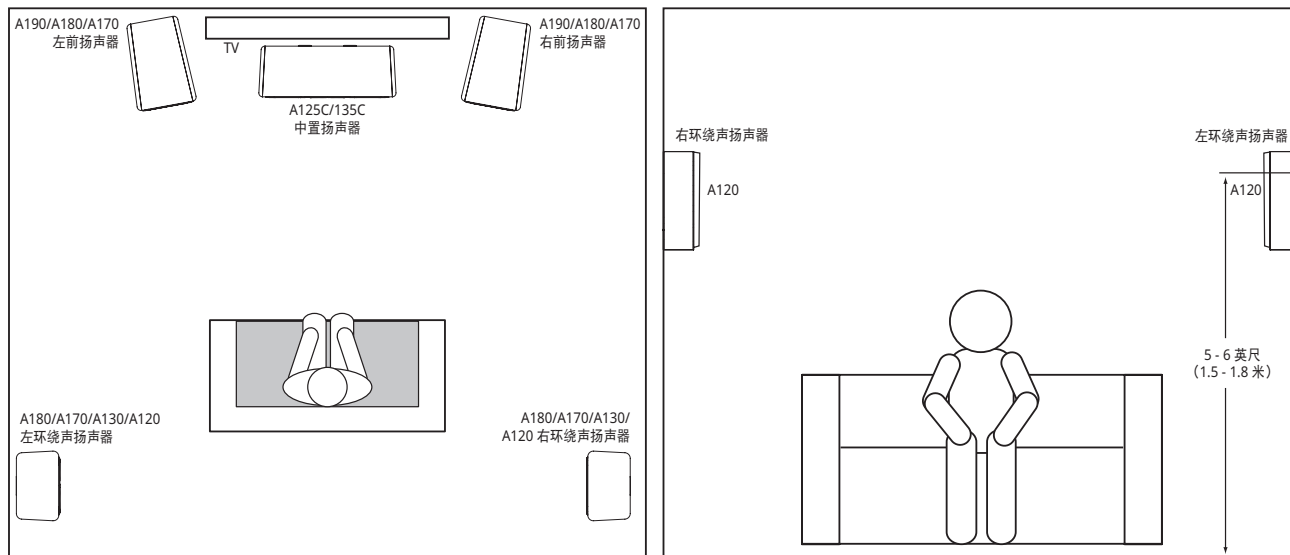 A190/A180/A170
左前扬声器
TV
A190/A180/A170
右前扬声器
A125C/135C
中置扬声器
A180/A170/A130/A120
左环绕声扬声器
A180/A170/A130/
A120 右环绕声扬声器
右环绕声扬声器
A120
左环绕声扬声器
A120
5 - 6 英尺
（1.5 - 1.8 米）